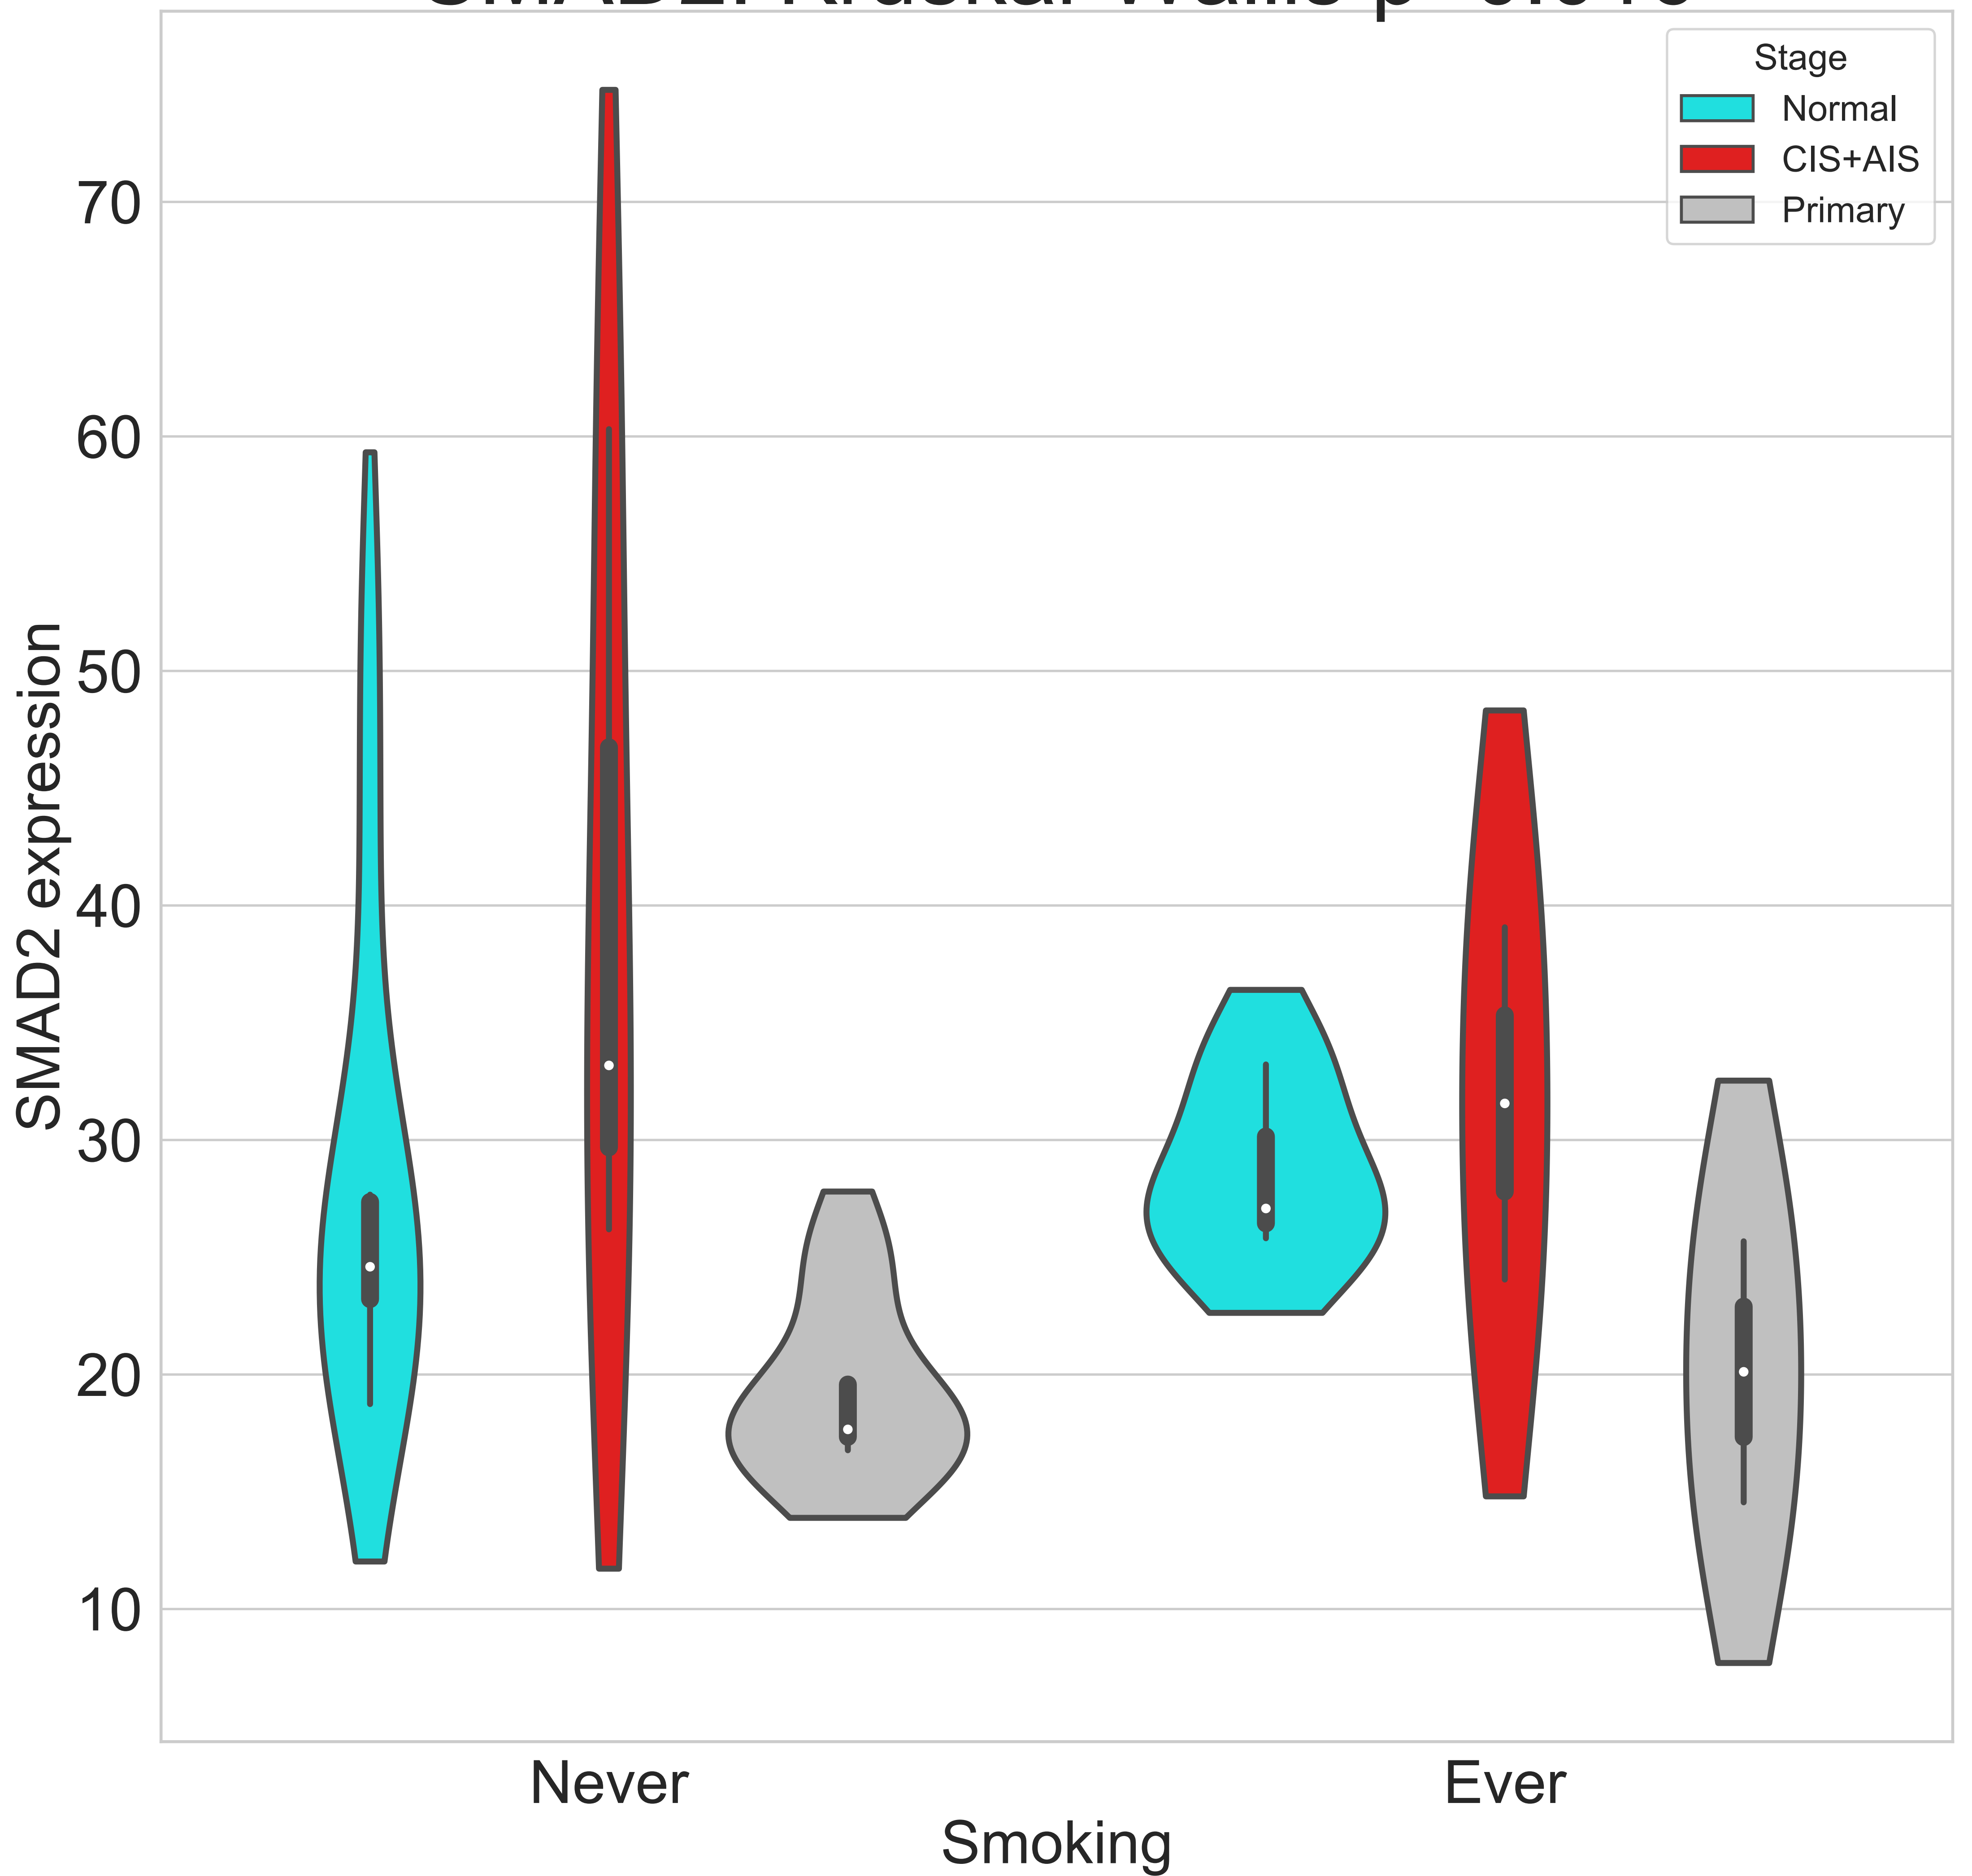 Stage
Normal
CIS+AIS
Primary
70
60
50
40
30
20
10
SMAD2 expression
Never
Ever
Smoking